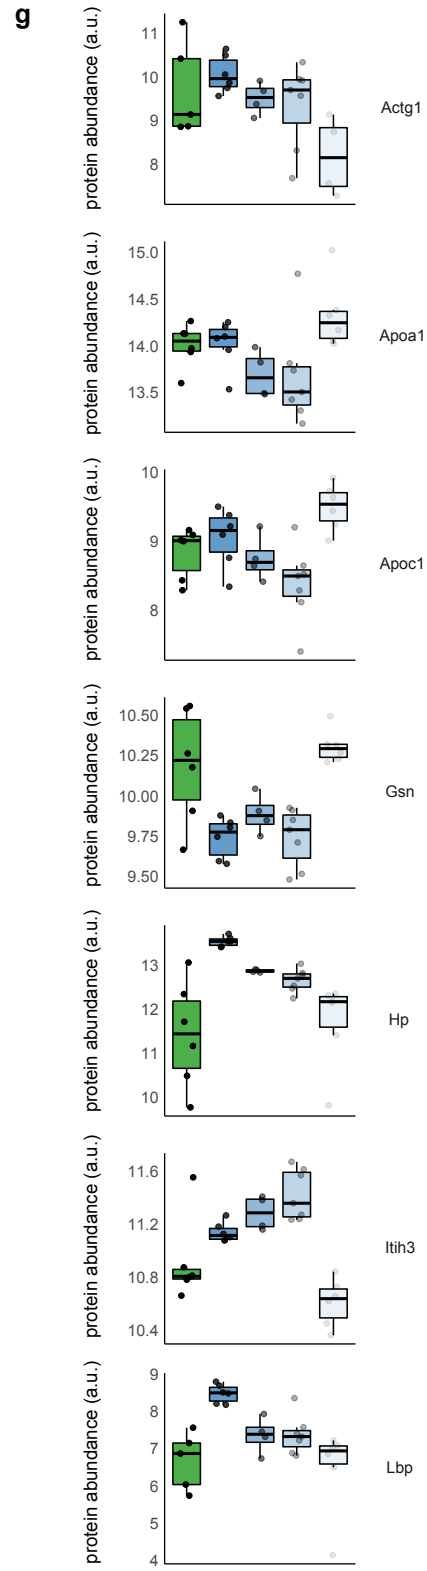 g
protein abundance (a.u.)
11
10
9
8
Actg1
protein abundance (a.u.)
15.0
14.5
14.0
13.5
Apoa1
protein abundance (a.u.)
10
9
8
Apoc1
protein abundance (a.u.)
10.50
10.25
10.00
9.75
9.50
Gsn
protein abundance (a.u.)
13
12
11
10
Hp
protein abundance (a.u.)
11.6
11.2
10.8
10.4
Itih3
protein abundance (a.u.)
9
8
7
6
5
4
Lbp